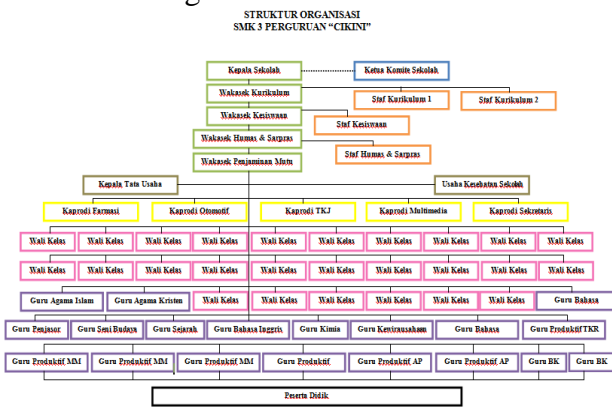 STRUKTUR ORGANISASI
SMK 3 PERGURUAN “CIKINI”
Kepala Sekolah
Ketua Komite Sekolah
Wakasek Kurikulum
Staf Kurikulum 1
Staf Kurikulum 2
Wakasek Kesiswaan
Staf Kesiswaan
Wakasek Humas & Sarpras
Staf Humas & Sarpras
Wakasek Penjaminan Mutu
Kepala Tata Usaha
Usaha Kesehatan Sekolah
Kaprodi Farmasi
Kaprodi Otomotif
Kaprodi TKJ
Kaprodi Multimedia
Kaprodi Sekretaris
Wali Kelas Wali Kelas Wali Kelas Wali Kelas Wali Kelas Wali Kelas Wali Kelas Wali Kelas Wali Kelas Wali Kelas
Wali Kelas Wali Kelas Wali Kelas Wali Kelas Wali Kelas Wali Kelas Wali Kelas Wali Kelas Wali Kelas Wali Kelas
Guru Agama Islam Guru Agama Kristen Wali Kelas Wali Kelas Wali Kelas Wali Kelas Wali Kelas Wali Kelas Guru Bahasa
Guru Penjasor Guru Seni Budaya Guru Sejarah Guru Bahasa Inggris Guru Kimia Guru Kewirausahaan Guru Bahasa Guru Produktif TKR
Guru Produktif MM Guru Produktif MM Guru Produktif MM Guru Produktif Guru Produktif AP Guru Produktif AP Guru BK Guru BK
Peserta Didik